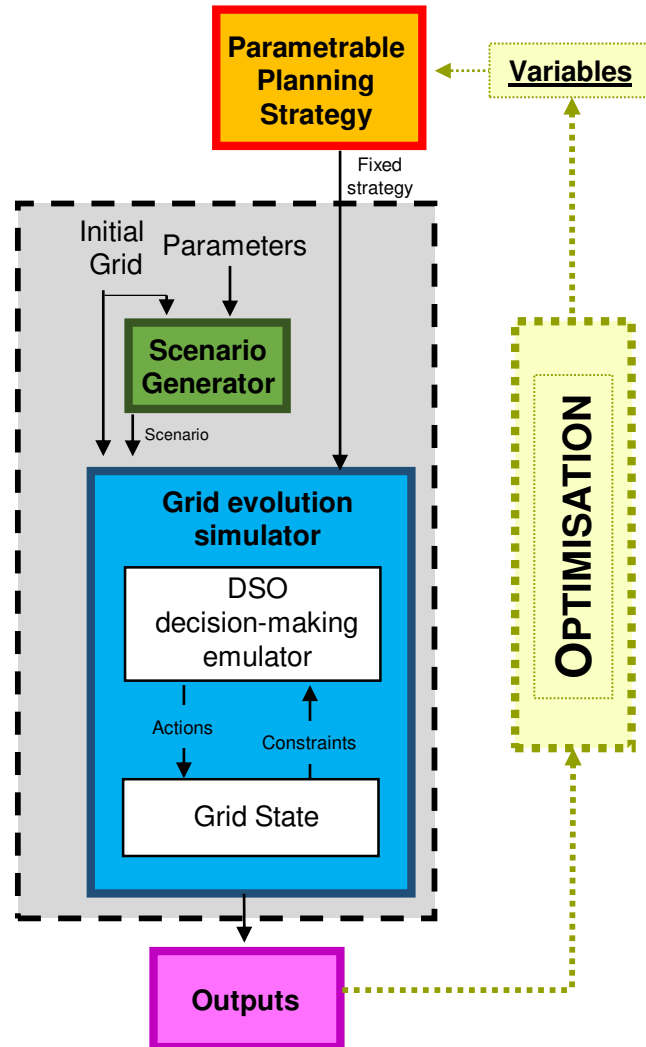 Parametrable
Planning
Strategy
Variables
Fixed
strategy
Initial
Grid
Parameters
Scenario
Generator
Scenario
Grid evolution
simulator
DSO
decision-making
emulator
Actions
Constraints
Grid State
OPTIMISATION
Outputs